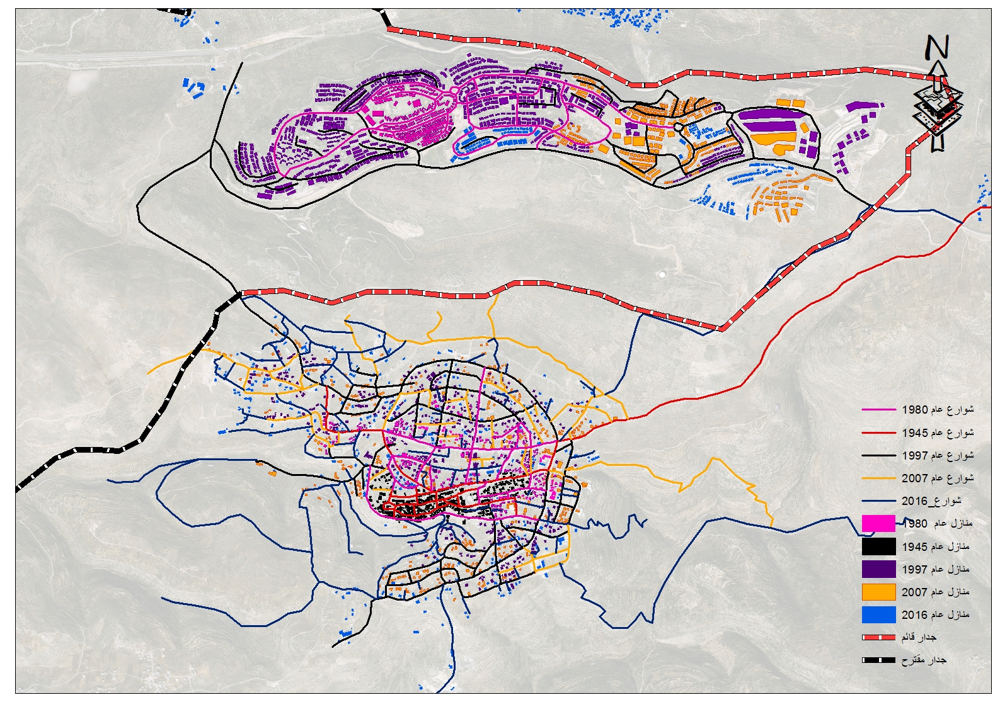 N
شوارع عام 1980
شوارع عام 1945
شوارع عام 1997
شوارع عام 2007
شوارع_2016
منازل عام 1980
منازل عام 1945
منازل عام 1997
منازل عام 2007
منازل عام 2016
جدار قائم
جدار مقترح